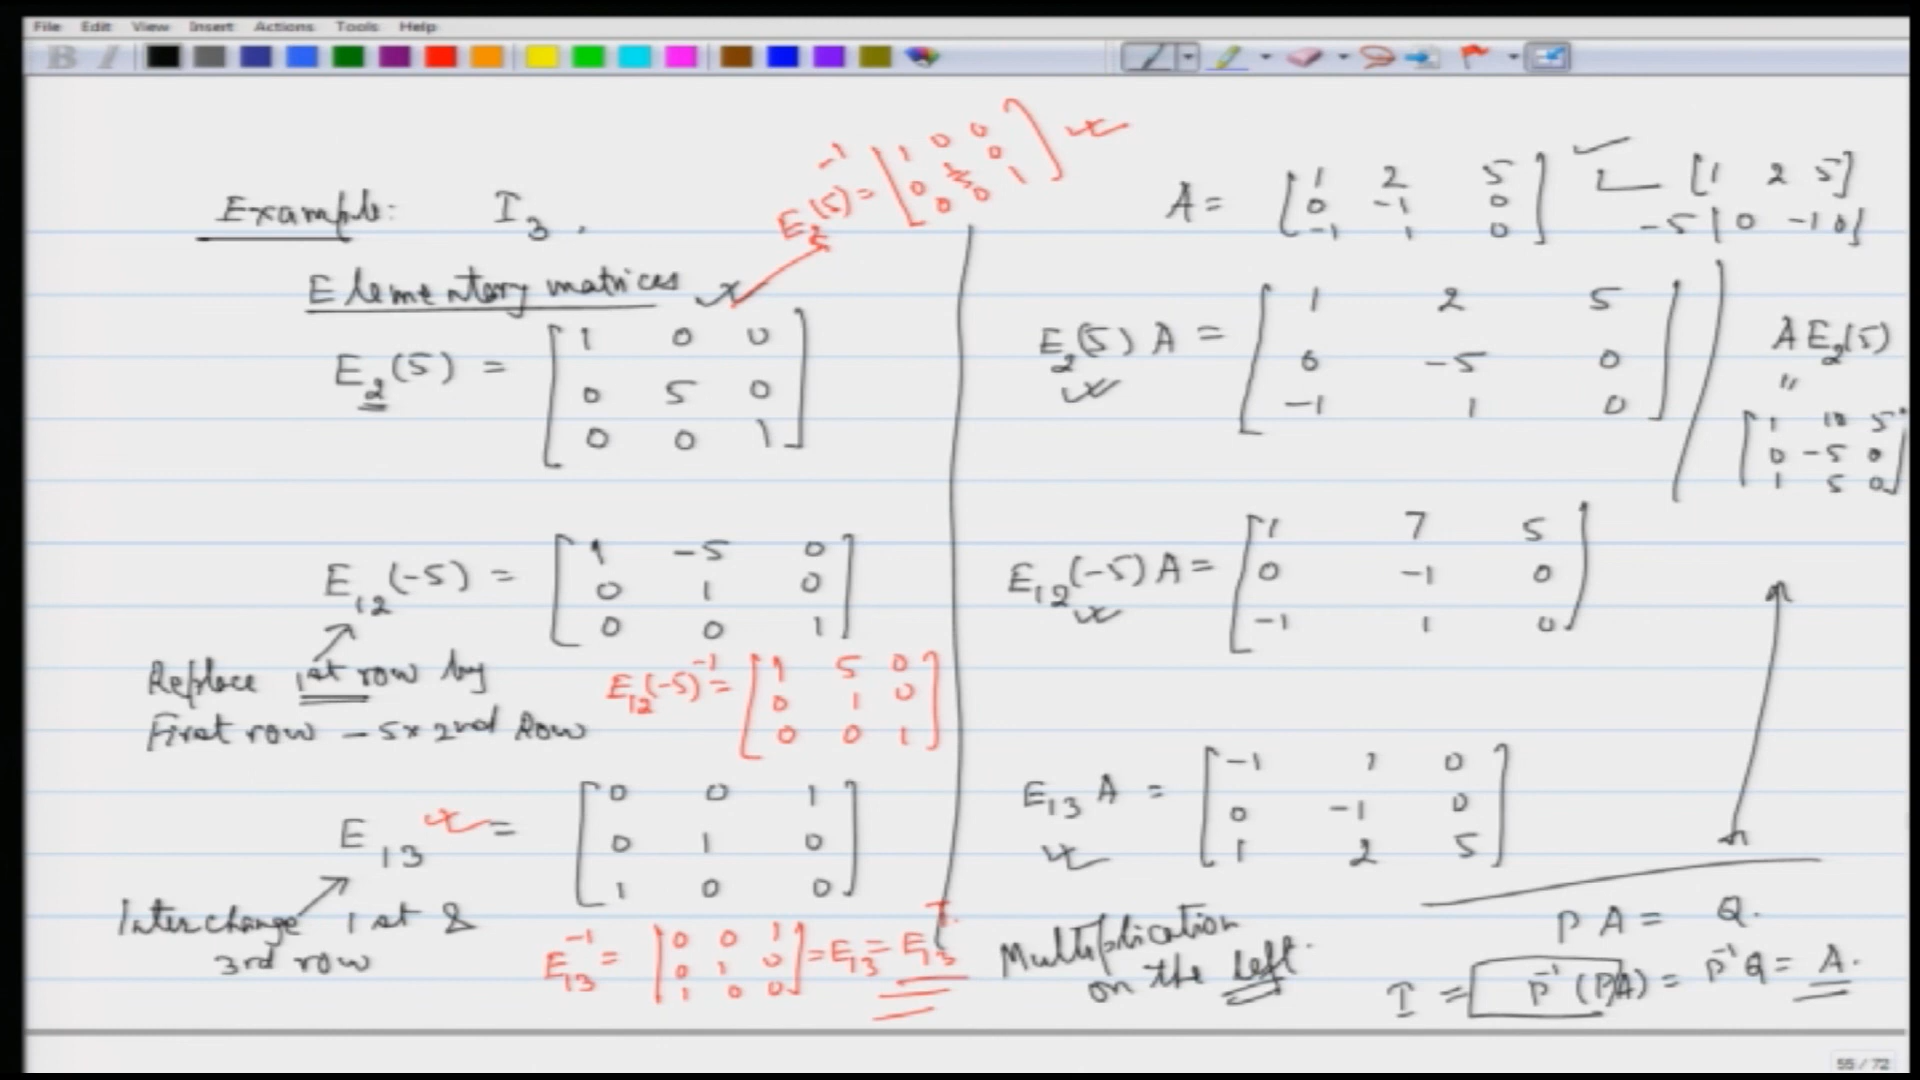 File Edit View Insert Actions Tools Help
B I
Example: I₃.
Elementary matrices
E₂(5) = [1 0 0
0 5 0
0 0 1]
E₂(5)⁻¹ = [1 0 0
0 1/5 0
0 0 1]
E₁₂(-5) = [1 -5 0
0 1 0
0 0 1]
Replace 1st row by
First row - 5x 2nd Row
E₁₂(-5)⁻¹ = [1 5 0
0 1 0
0 0 1]
E₁₃ = [0 0 1
0 1 0
1 0 0]
Interchange 1st &
3rd row
E₁₃⁻¹ = [0 0 1
0 1 0
1 0 0] = E₁₃ = E₁₃ᵀ.
A = [1 2 5
0 -1 0
-1 1 0]
[1 2 5]
-5[0 -1 0]
E₂(5) A = [1 2 5
0 -5 0
-1 1 0]
A E₂(5)
"
[1 10 5
0 -5 0
1 5 0]
E₁₂(-5) A = [1 7 5
0 -1 0
-1 1 0]
E₁₃ A = [-1 1 0
0 -1 0
1 2 5]
Multiplication
on the left.
P A = Q.
I = P⁻¹(PA) = P⁻¹Q = A.
55 / 72